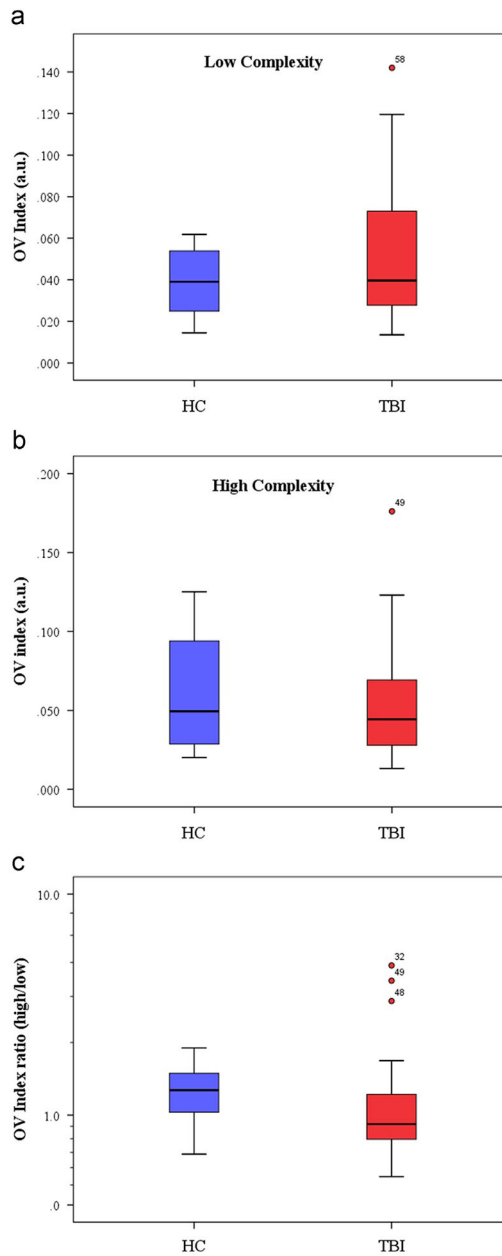 a
Low Complexity
OV Index (a.u.)
.140
.120
.100
.080
.060
.040
.020
.000
58
HC
TBI
b
High Complexity
OV index (a.u.)
.200
.150
.100
.050
.000
49
HC
TBI
c
OV Index ratio (high/low)
10.0
1.0
.0
32
49
48
HC
TBI